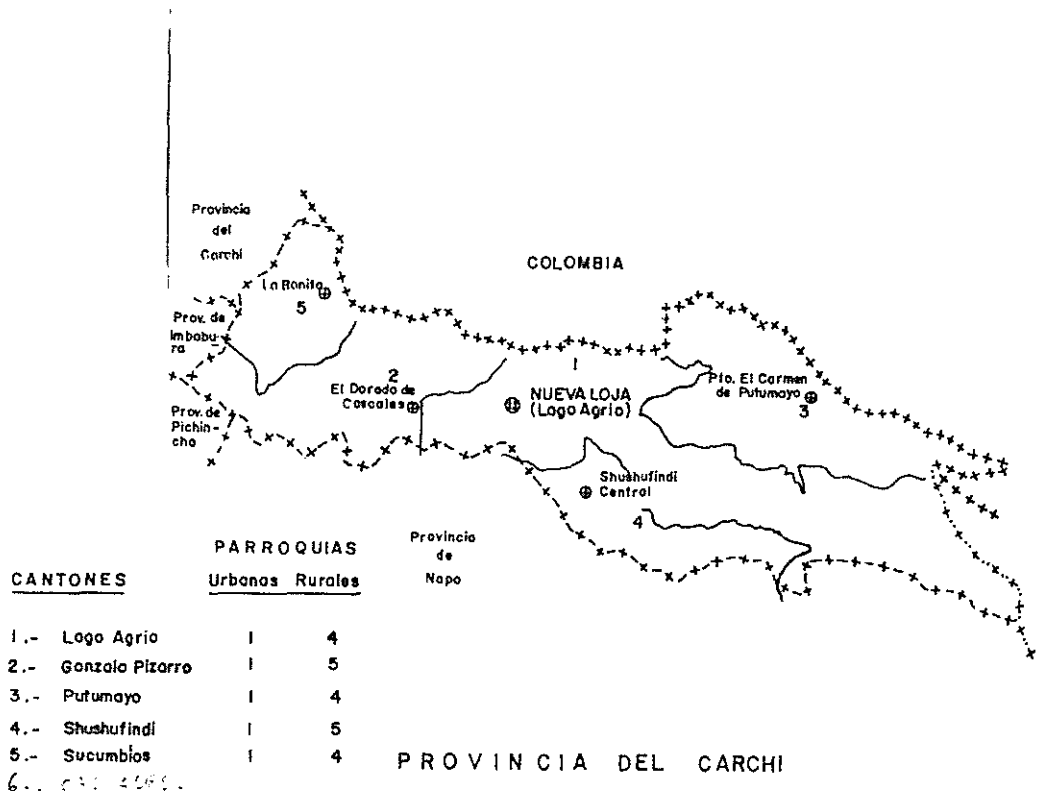 Provincia
del
Carchi
COLOMBIA
La Bonita
5
Prov. de
Imbabu-
ra
1
2
El Dorado de
Cascales
NUEVA LOJA
(Lago Agrio)
Pto. El Carmen
de Putumayo
3
Prov. de
Pichin-
cha
Shushufindi
Central
4
Provincia
de
Napo
PARROQUIAS
CANTONES Urbanas Rurales
1.- Lago Agrio 1 4
2.- Gonzalo Pizarro 1 5
3.- Putumayo 1 4
4.- Shushufindi 1 5
5.- Sucumbios 1 4
6.
PROVINCIA DEL CARCHI